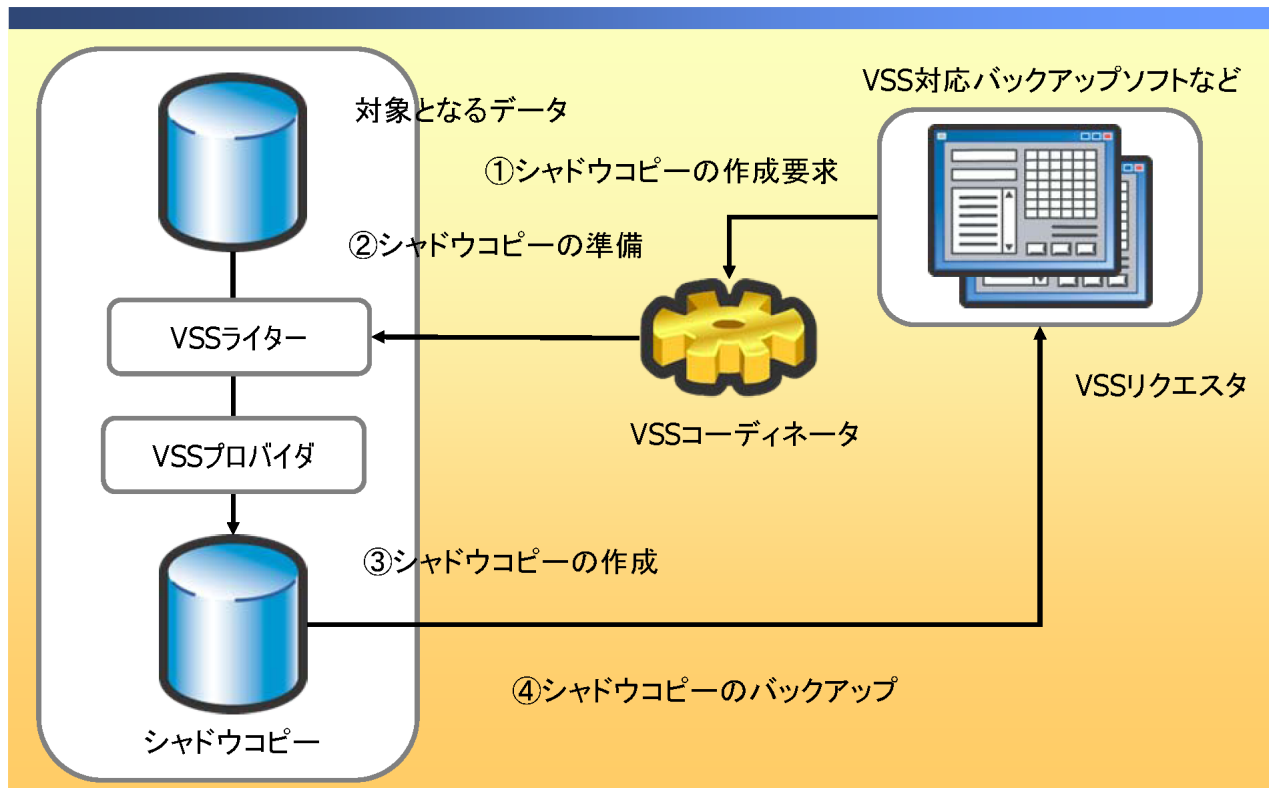 VSS対応バックアップソフトなど
対象となるデータ
①シャドウコピーの作成要求
②シャドウコピーの準備
VSSライター
VSSリクエスタ
VSSコーディネータ
VSSプロバイダ
③シャドウコピーの作成
④シャドウコピーのバックアップ
シャドウコピー